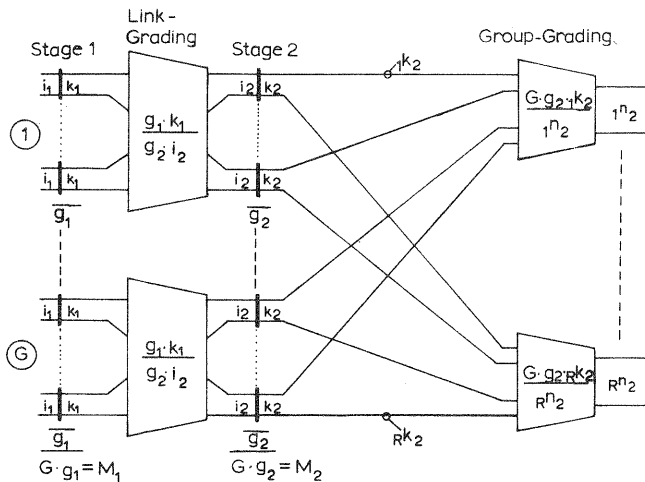 Link-
Grading
Stage 1
Stage 2
Group-Grading
i₁ k₁
i₂ k₂
₁k₂
g₁·k₁
g₂·i₂
G·g₂·₁k₂
₁n₂
₁n₂
1
i₁ k₁
i₂ k₂
g₁
g₂
i₁ k₁
i₂ k₂
g₁·k₁
g₂·i₂
G
G·g₂·ᵣk₂
ᵣn₂
ᵣn₂
i₁ k₁
i₂ k₂
ᵣk₂
g₁
g₂
G·g₁=M₁
G·g₂=M₂